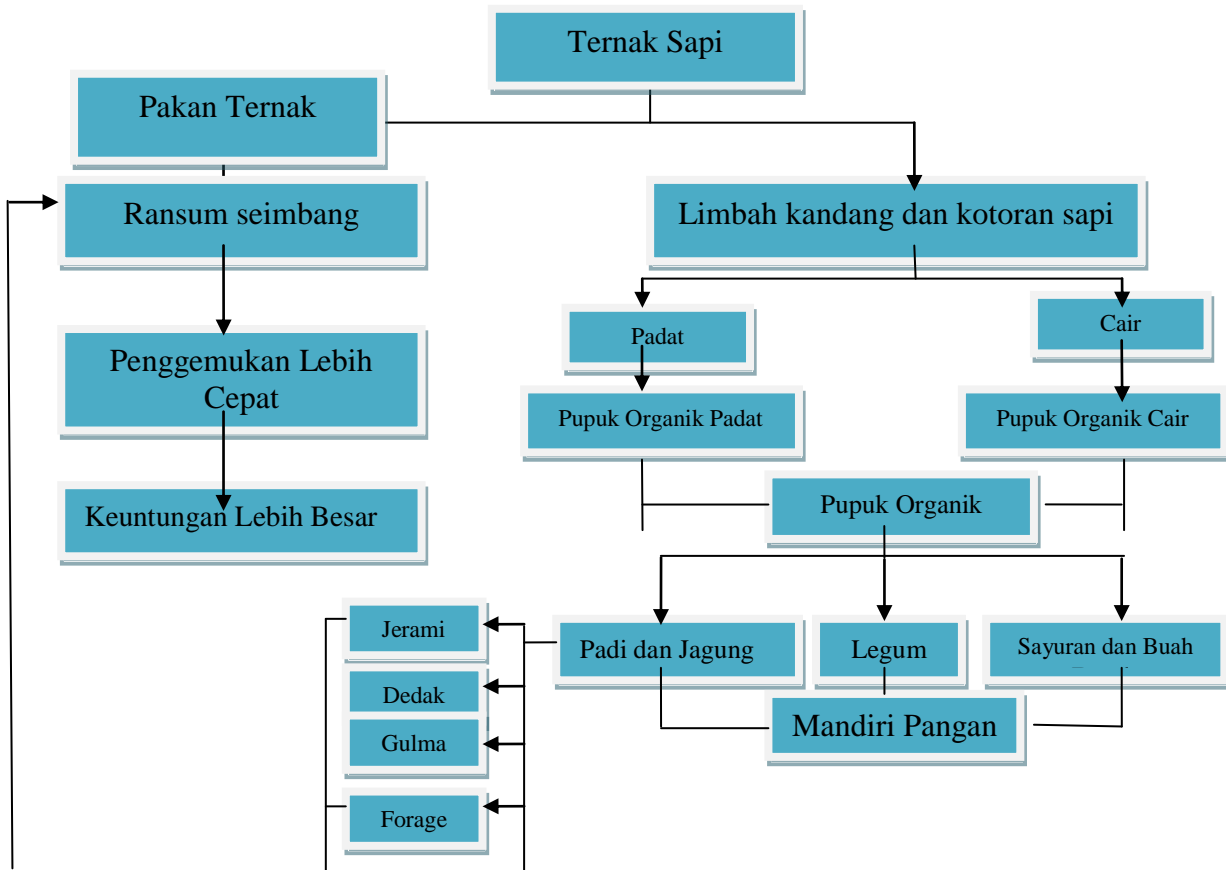 Ternak Sapi
Pakan Ternak
Ransum seimbang
Limbah kandang dan kotoran sapi
Padat
Cair
Penggemukan Lebih
Cepat
Pupuk Organik Padat
Pupuk Organik Cair
Keuntungan Lebih Besar
Pupuk Organik
Jerami
Padi dan Jagung
Legum
Sayuran dan Buah
Dedak
Gulma
Mandiri Pangan
Forage